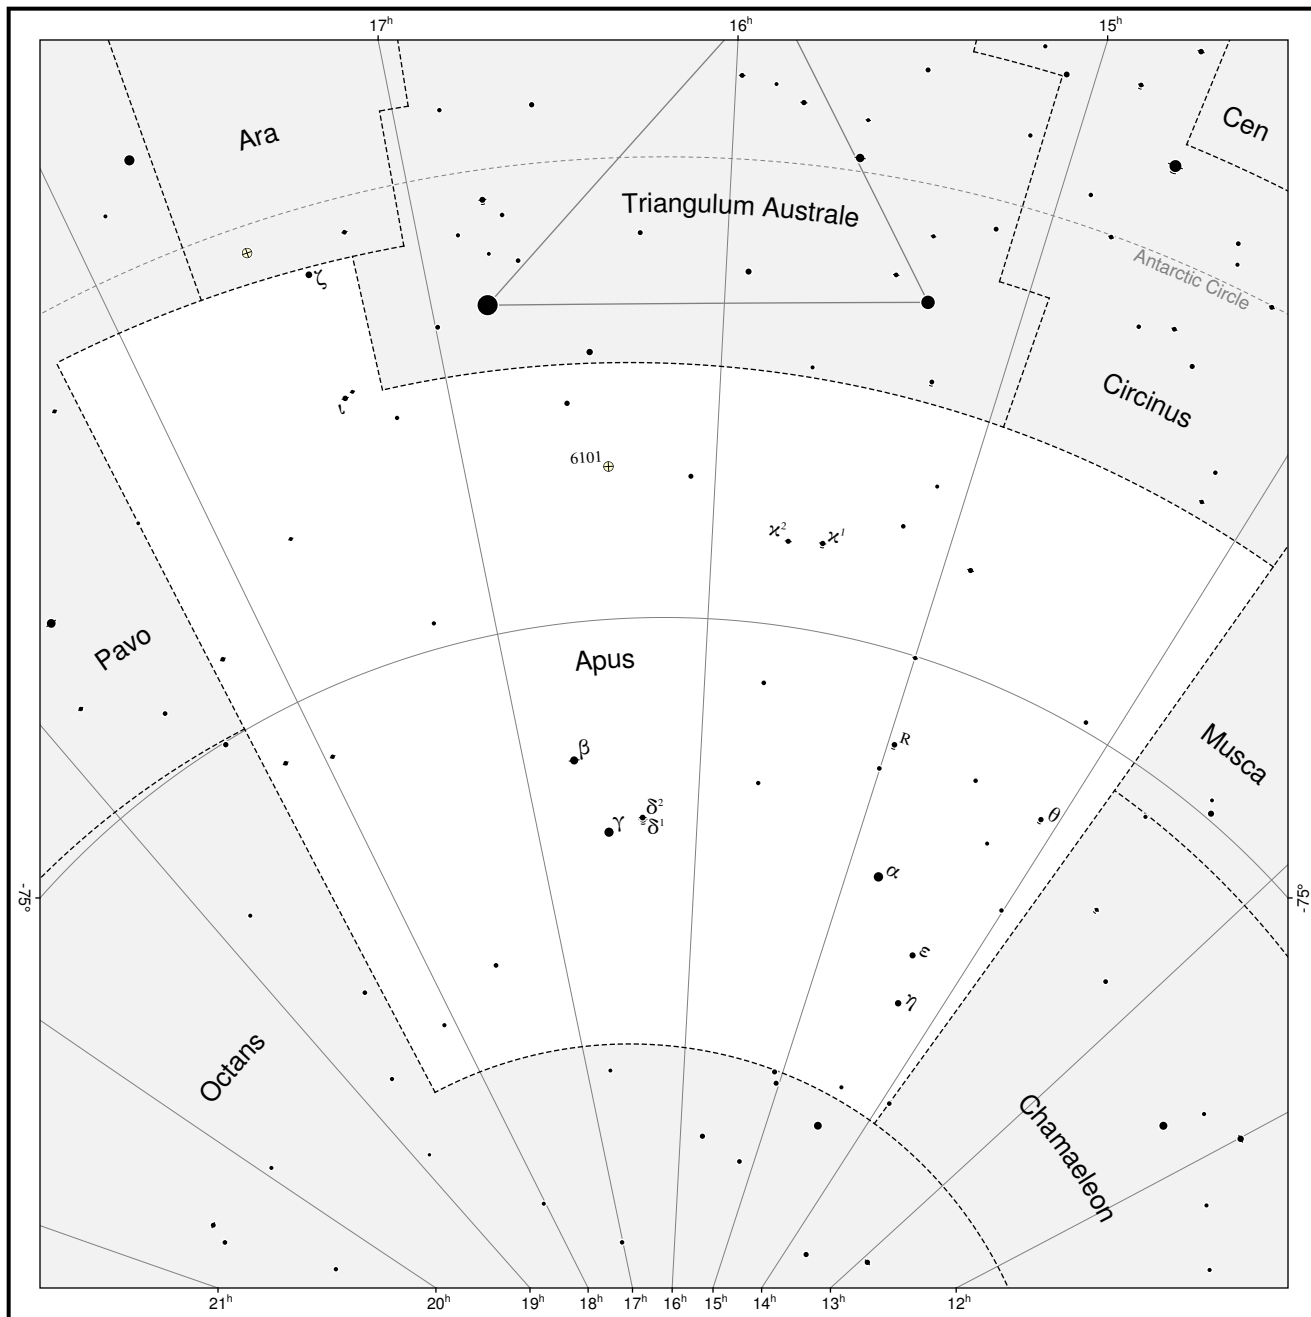 17h
16h
15h
Ara
Cen
Triangulum Australe
Antarctic Circle
ζ
Circinus
ι
6101
ϰ2
ϰ1
Pavo
Apus
β
R
Musca
δ2
γ
δ1
θ
α
-75°
-75°
ε
η
Octans
Chamaeleon
21h
20h
19h
18h
17h
16h
15h
14h
13h
12h